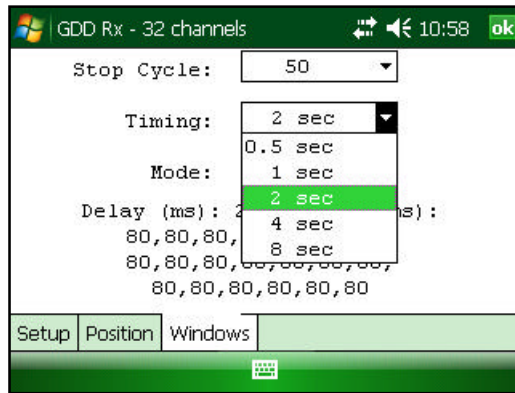 GDD Rx - 32 channels 10:58 ok
Stop Cycle: 50
Timing: 2 sec
0.5 sec
1 sec
2 sec
4 sec
8 sec
Mode:
Delay (ms):
80,80,80,
80,80,80,
80,80,80,80,80,80
Setup Position Windows